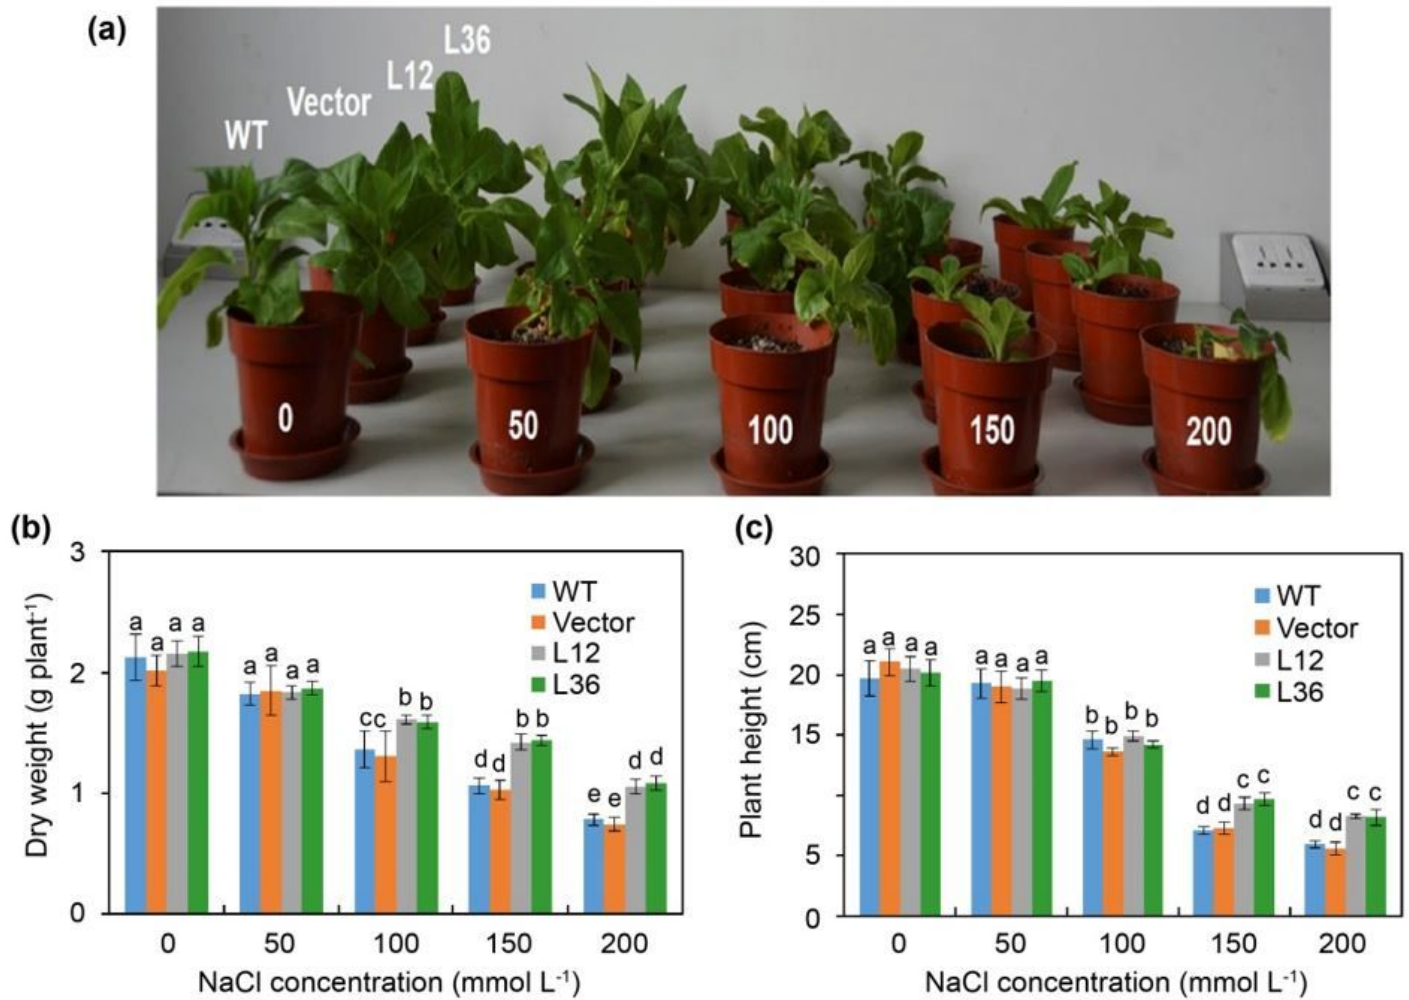 (a)
L36
L12
Vector
WT
0
50
100
150
200
(b)
3
2
1
0
Dry weight (g plant-1)
WT
Vector
L12
L36
a a a a
a a a a
cc b b
d d b b
e e d d
0 50 100 150 200
NaCl concentration (mmol L-1)
(c)
30
25
20
15
5
0
Plant height (cm)
WT
Vector
L12
L36
a a a a
a a a a
b b b b
d d c c
d d c c
0 50 100 150 200
NaCl concentration (mmol L-1)